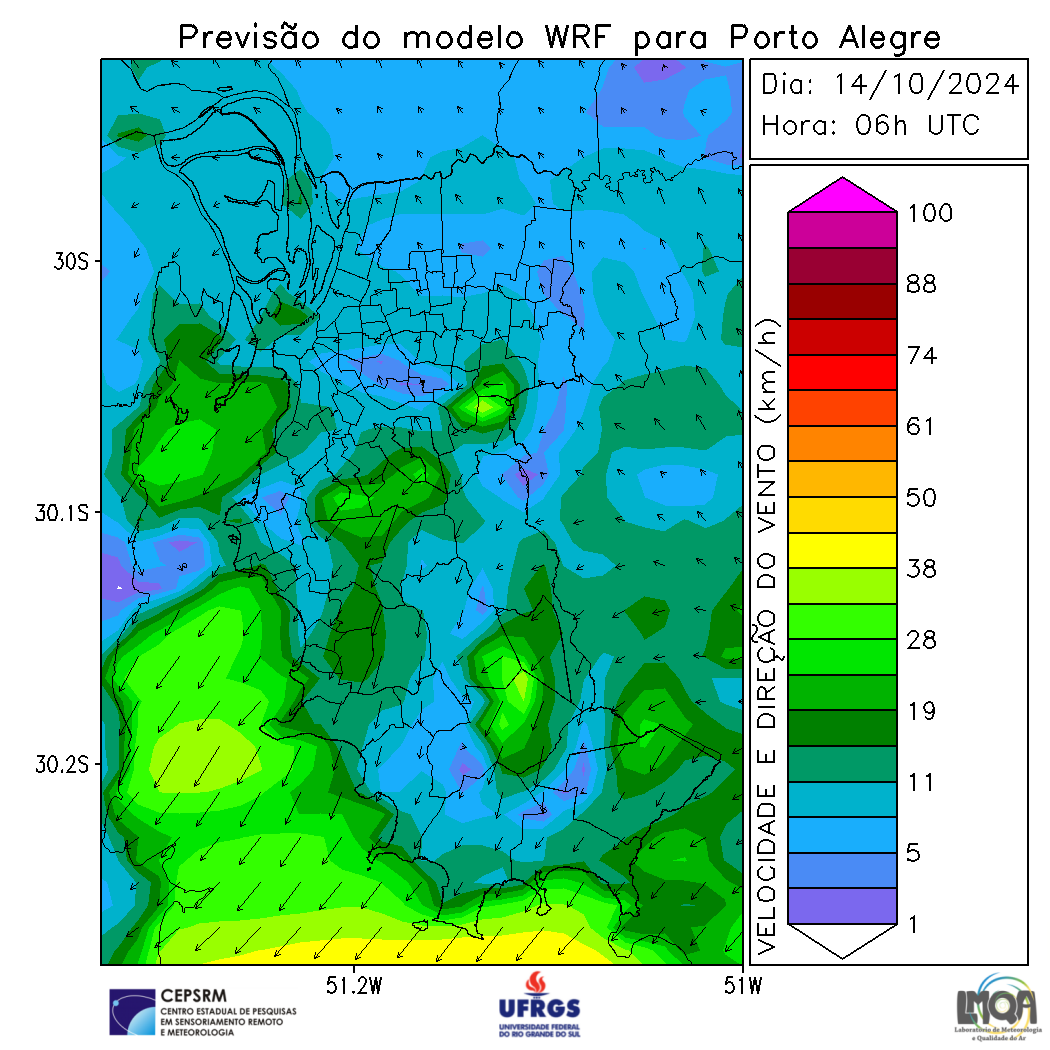 Previsão do modelo WRF para Porto Alegre
Dia: 14/10/2024
Hora: 06h UTC
30S
30.1S
30.2S
51.2W
51W
VELOCIDADE E DIREÇÃO DO VENTO (km/h)
100
88
74
61
50
38
28
19
11
5
1
CEPSRM
CENTRO ESTADUAL DE PESQUISAS
EM SENSORIAMENTO REMOTO
E METEOROLOGIA
UFRGS
UNIVERSIDADE FEDERAL
DO RIO GRANDE DO SUL
LMQA
Laboratório de Meteorologia
e Qualidade do Ar